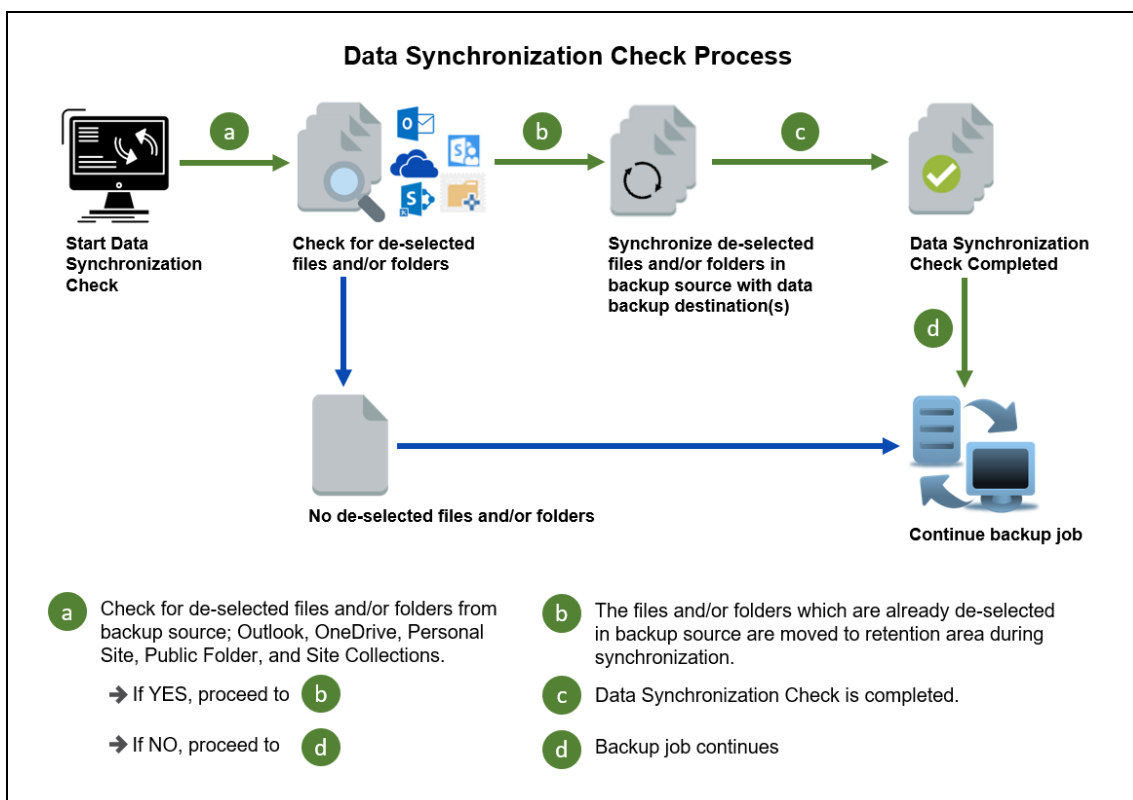 Data Synchronization Check Process
a
b
c
Start Data
Synchronization
Check
Check for de-selected
files and/or folders
Synchronize de-selected
files and/or folders in
backup source with data
backup destination(s)
Data Synchronization
Check Completed
d
No de-selected files and/or folders
Continue backup job
a Check for de-selected files and/or folders from
backup source; Outlook, OneDrive, Personal
Site, Public Folder, and Site Collections.
➔ If YES, proceed to b
➔ If NO, proceed to d
b The files and/or folders which are already de-selected
in backup source are moved to retention area during
synchronization.
c Data Synchronization Check is completed.
d Backup job continues